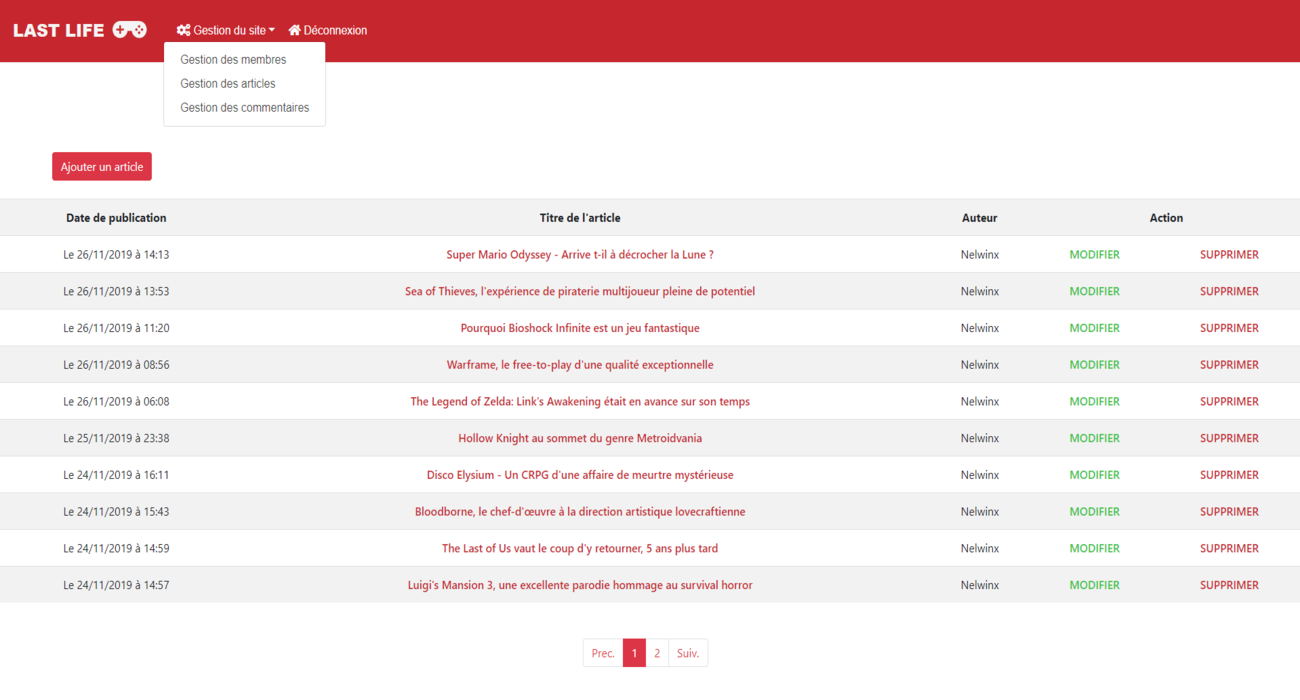 LAST LIFE Gestion du site Déconnexion
Gestion des membres
Gestion des articles
Gestion des commentaires
Ajouter un article
Date de publication Titre de l'article Auteur Action
Le 26/11/2019 à 14:13 Super Mario Odyssey - Arrive t-il à décrocher la Lune ? Nelwinx MODIFIER SUPPRIMER
Le 26/11/2019 à 13:53 Sea of Thieves, l'expérience de piraterie multijoueur pleine de potentiel Nelwinx MODIFIER SUPPRIMER
Le 26/11/2019 à 11:20 Pourquoi Bioshock Infinite est un jeu fantastique Nelwinx MODIFIER SUPPRIMER
Le 26/11/2019 à 08:56 Warframe, le free-to-play d'une qualité exceptionnelle Nelwinx MODIFIER SUPPRIMER
Le 26/11/2019 à 06:08 The Legend of Zelda: Link's Awakening était en avance sur son temps Nelwinx MODIFIER SUPPRIMER
Le 25/11/2019 à 23:38 Hollow Knight au sommet du genre Metroidvania Nelwinx MODIFIER SUPPRIMER
Le 24/11/2019 à 16:11 Disco Elysium - Un CRPG d'une affaire de meurtre mystérieuse Nelwinx MODIFIER SUPPRIMER
Le 24/11/2019 à 15:43 Bloodborne, le chef-d'œuvre à la direction artistique lovecraftienne Nelwinx MODIFIER SUPPRIMER
Le 24/11/2019 à 14:59 The Last of Us vaut le coup d'y retourner, 5 ans plus tard Nelwinx MODIFIER SUPPRIMER
Le 24/11/2019 à 14:57 Luigi's Mansion 3, une excellente parodie hommage au survival horror Nelwinx MODIFIER SUPPRIMER
Prec. 1 2 Suiv.